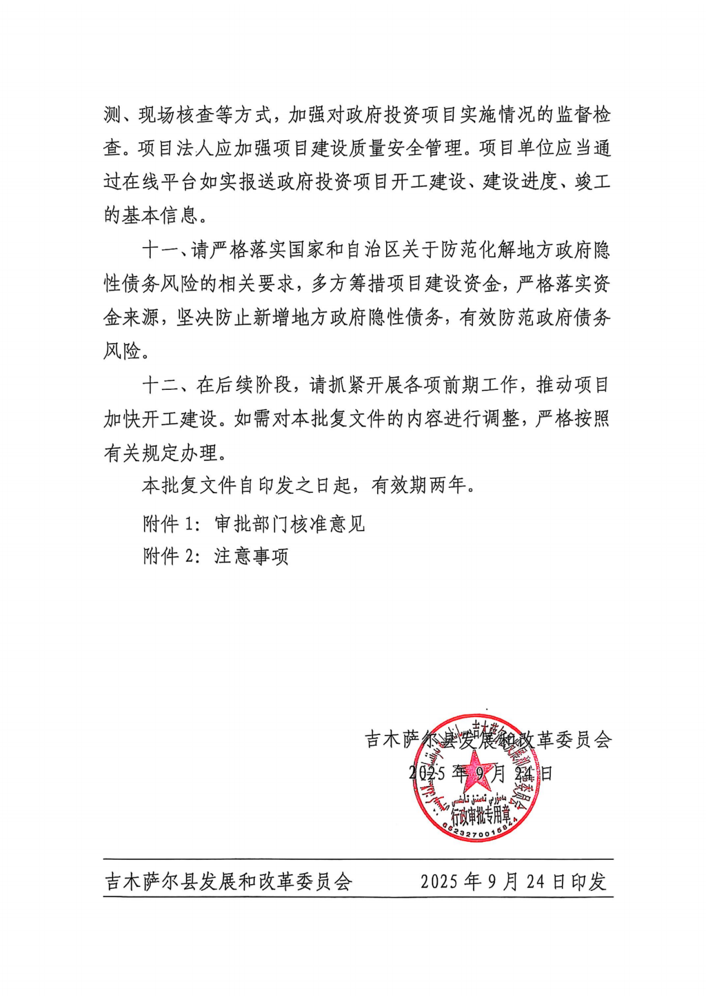 测、现场核查等方式，加强对政府投资项目实施情况的监督检
查。项目法人应加强项目建设质量安全管理。项目单位应当通
过在线平台如实报送政府投资项目开工建设、建设进度、竣工
的基本信息。
十一、请严格落实国家和自治区关于防范化解地方政府隐
性债务风险的相关要求，多方筹措项目建设资金，严格落实资
金来源，坚决防止新增地方政府隐性债务，有效防范政府债务
风险。
十二、在后续阶段，请抓紧开展各项前期工作，推动项目
加快开工建设。如需对本批复文件的内容进行调整，严格按照
有关规定办理。
本批复文件自印发之日起，有效期两年。
附件 1：审批部门核准意见
附件 2：注意事项
吉木萨尔县发展和改革委员会
2025 年 9 月 24 日
吉木萨尔县发展和改革委员会
行政审批专用章
6523270015844
吉木萨尔县发展和改革委员会 2025 年 9 月 24 日印发